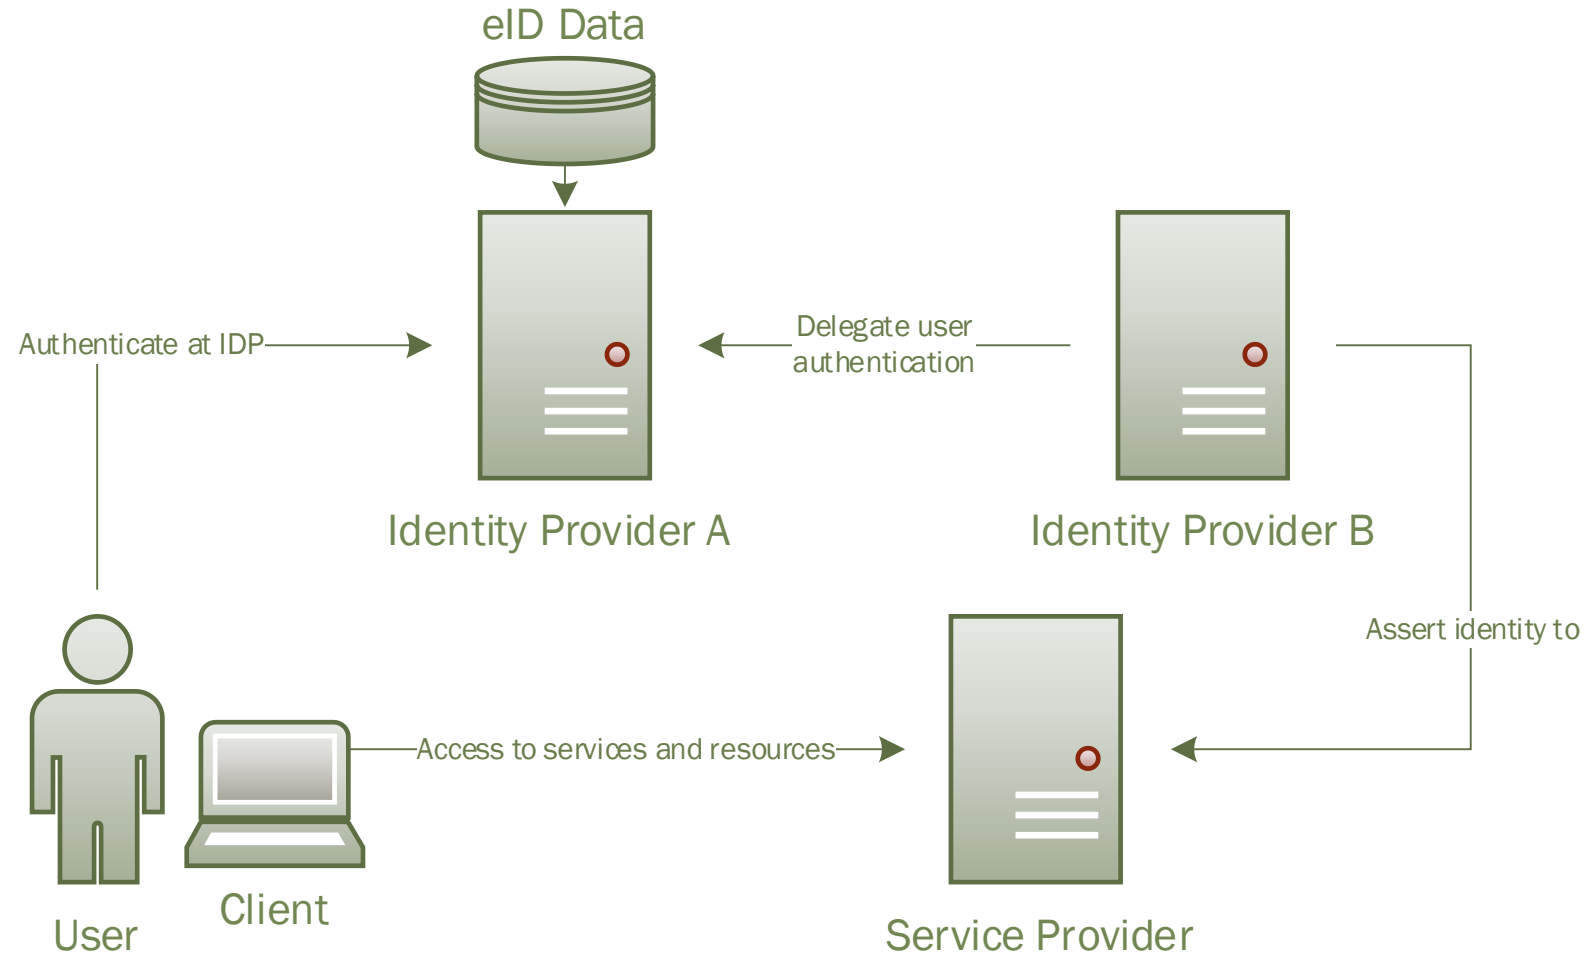 eID Data
Authenticate at IDP
Delegate user
authentication
Identity Provider A
Identity Provider B
Assert identity to
Access to services and resources
Client
User
Service Provider